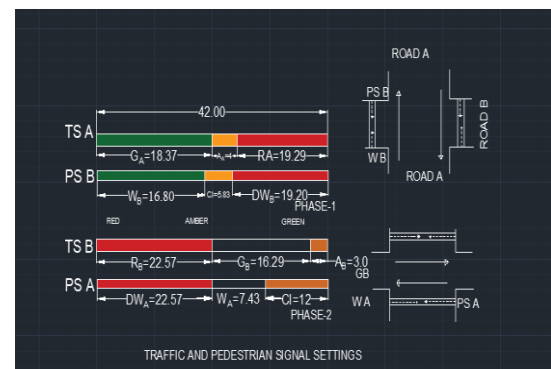 ROAD A
PS B
42.00
ROAD B
TS A
G_A=18.37
A_A=4
RA=19.29
W B
PS B
ROAD A
W_B=16.80
CI=5.83
DW_B=19.20
PHASE-1
RED
AMBER
GREEN
TS B
R_B=22.57
G_B=16.29
A_B=3.0
GB
PS A
DW_A=22.57
W_A=7.43
CI=12
W A
PS A
PHASE-2
TRAFFIC AND PEDESTRIAN SIGNAL SETTINGS